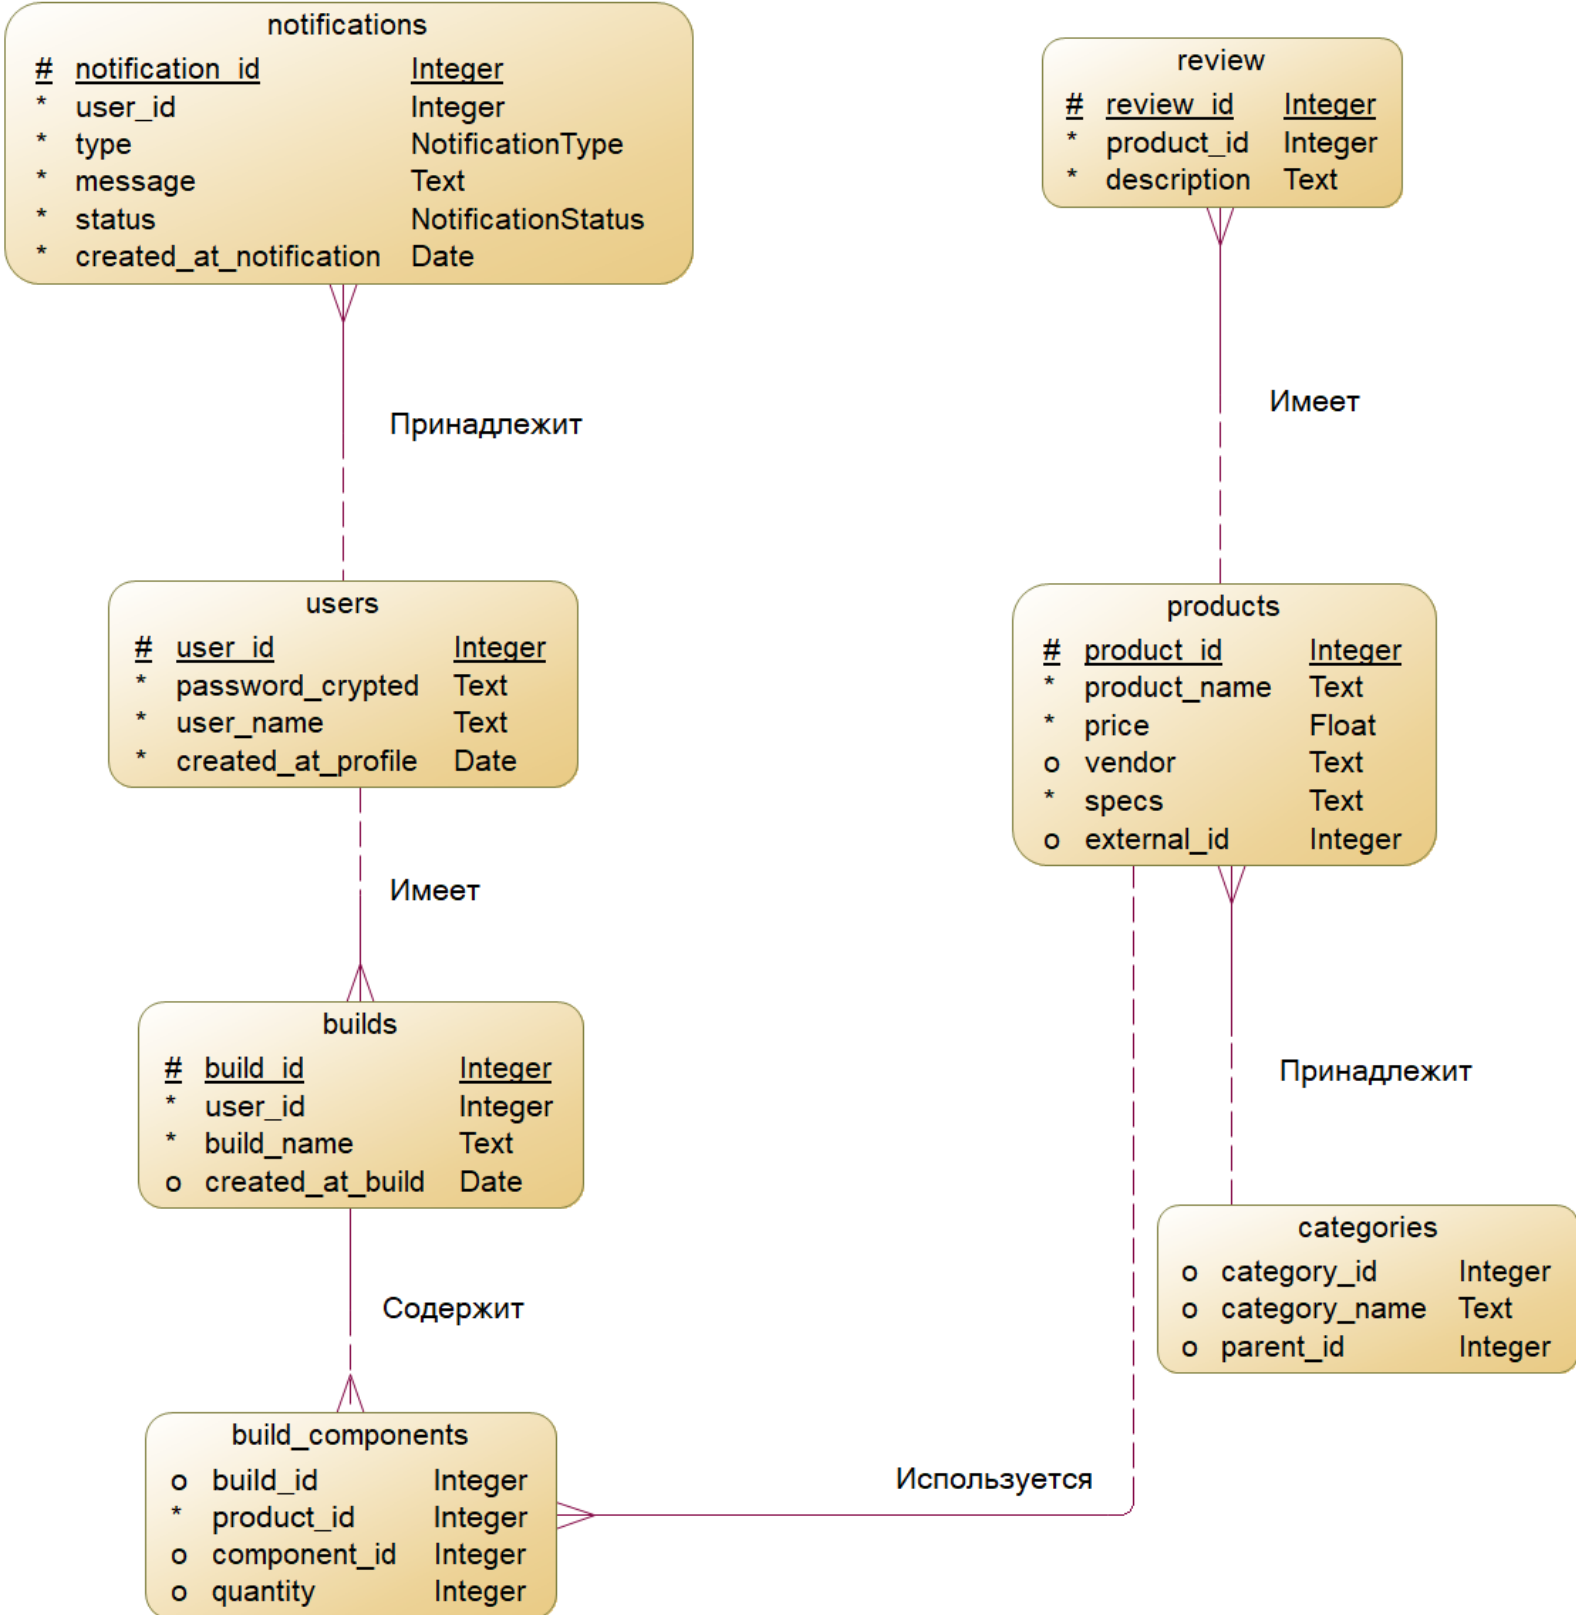 notifications
# notification_id Integer
* user_id Integer
* type NotificationType
* message Text
* status NotificationStatus
* created_at_notification Date
review
# review_id Integer
* product_id Integer
* description Text
Имеет
Принадлежит
users
# user_id Integer
* password_crypted Text
* user_name Text
* created_at_profile Date
products
# product_id Integer
* product_name Text
* price Float
o vendor Text
* specs Text
o external_id Integer
Имеет
builds
# build_id Integer
* user_id Integer
* build_name Text
o created_at_build Date
Принадлежит
categories
o category_id Integer
o category_name Text
o parent_id Integer
Содержит
build_components
o build_id Integer
* product_id Integer
o component_id Integer
o quantity Integer
Используется